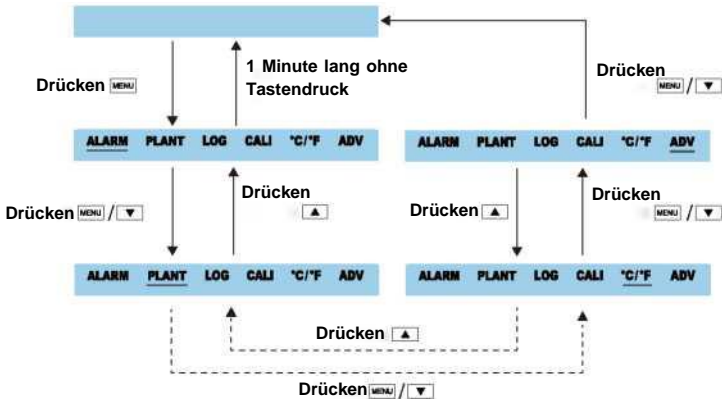 1 Minute lang ohne
Tastendruck
Drücken MENU
Drücken
MENU / ▼
ALARM PLANT LOG CALI °C/°F ADV
ALARM PLANT LOG CALI °C/°F ADV
Drücken MENU / ▼
Drücken
▲
Drücken ▲
Drücken
MENU / ▼
ALARM PLANT LOG CALI °C/°F ADV
ALARM PLANT LOG CALI °C/°F ADV
Drücken ▲
Drücken MENU / ▼